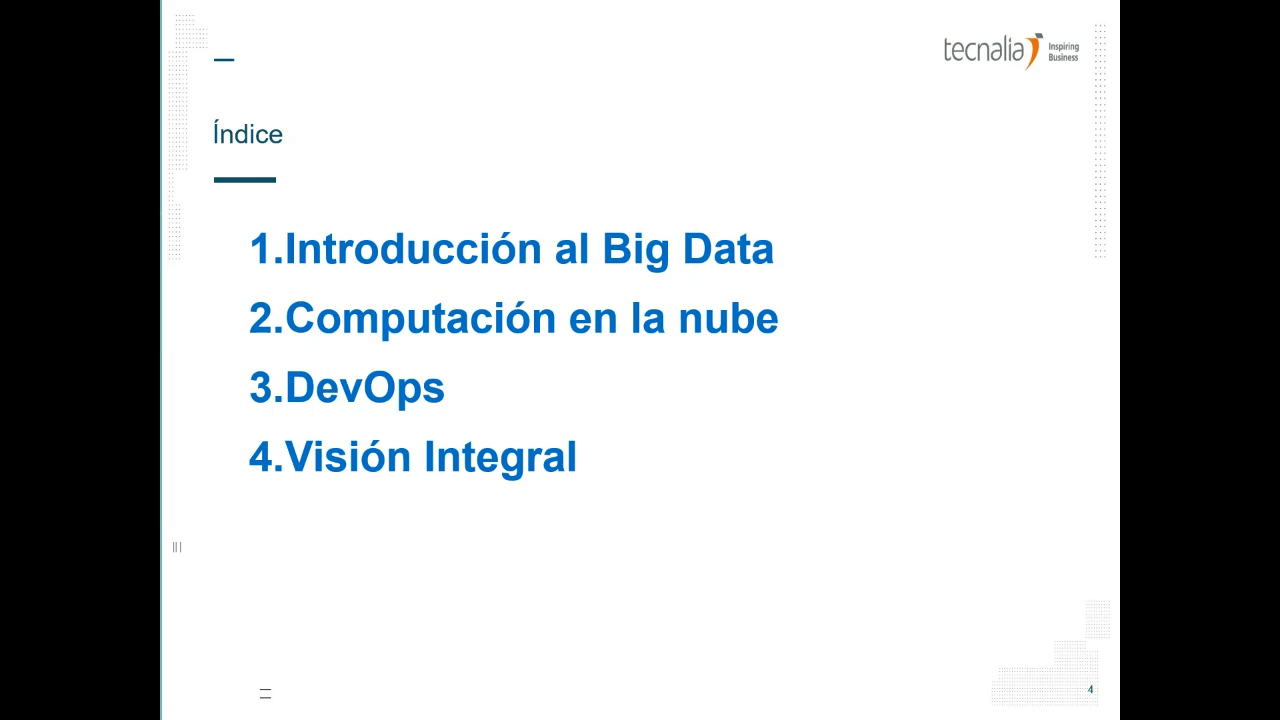 tecnalia Inspiring
Business
Índice
1.Introducción al Big Data
2.Computación en la nube
3.DevOps
4.Visión Integral
4